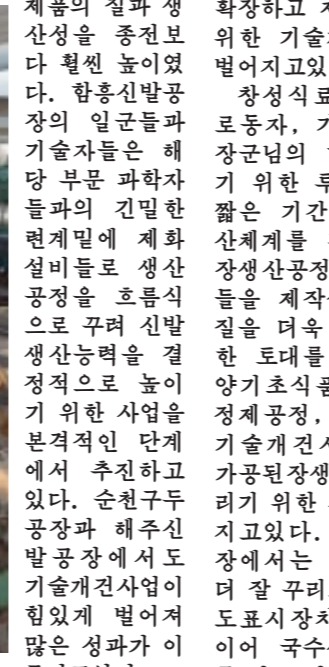 제품의 질과 생
산성을 종전보
다 훨씬 높이였
다. 함흥신발공
장의 일군들과
기술자들은 해
당 부문 과학자
들과의 긴밀한
련계밑에 제화
설비들로 생산
공정을 흐름식
으로 꾸려 신발
생산능력을 결
정적으로 높이
기 위한 사업을
본격적인 단계
에서 추진하고
있다. 순천구두
공장과 해주신
발공장에서도
기술개건사업이
힘있게 벌어져
많은 성과가 이
확장하고
위한 기술
벌어지고있
창성식료
로동자,
장군님의
기 위한
짧은 기간
산체계를
장생산공정
들을 제작
질을 더욱
한 토대를
양기초식품
정제공정,
기술개건사
가공된장생
리기 위한
지고있다.
장에서는
더 잘 꾸리
도표시장치
이어 국수